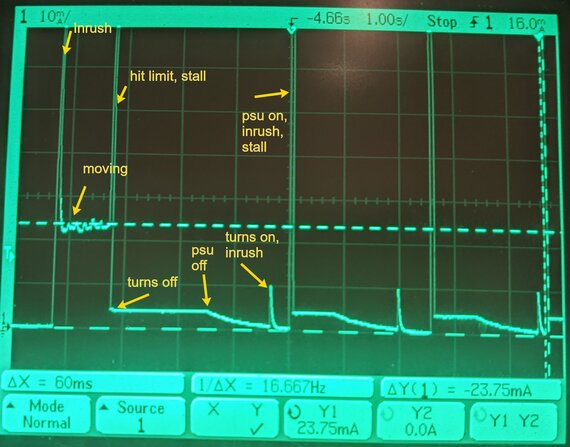 1 10m^A/ -4.66s 1.00s/ Stop 1 16.0m^A
inrush
hit limit, stall
psu on,
inrush,
stall
moving
turns on,
inrush
psu
off
turns off
ΔX = 60ms 1/ΔX = 16.667Hz ΔY(1) = -23.75mA
Mode Source X Y Y1 Y2 Y1 Y2
Normal 1 ✓ 23.75mA 0.0A